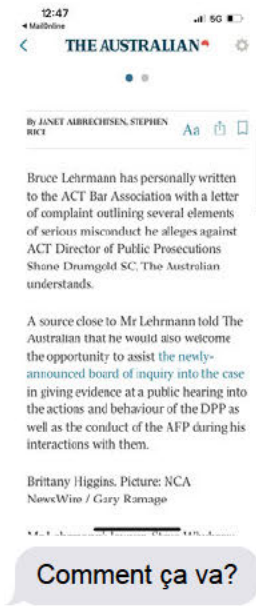 12:47
5G
◄ MailOnline
THE AUSTRALIAN
By JANET ALBRECHTSEN, STEPHEN
RICE
Aa
Bruce Lehrmann has personally written
to the ACT Bar Association with a letter
of complaint outlining several elements
of serious misconduct he alleges against
ACT Director of Public Prosecutions
Shane Drumgold SC, The Australian
understands.
A source close to Mr Lehrmann told The
Australian that he would also welcome
the opportunity to assist the newly-
announced board of inquiry into the case
in giving evidence at a public hearing into
the actions and behaviour of the DPP as
well as the conduct of the AFP during his
interactions with them.
Brittany Higgins. Picture: NCA
NewsWire / Gary Ramage
Comment ça va?